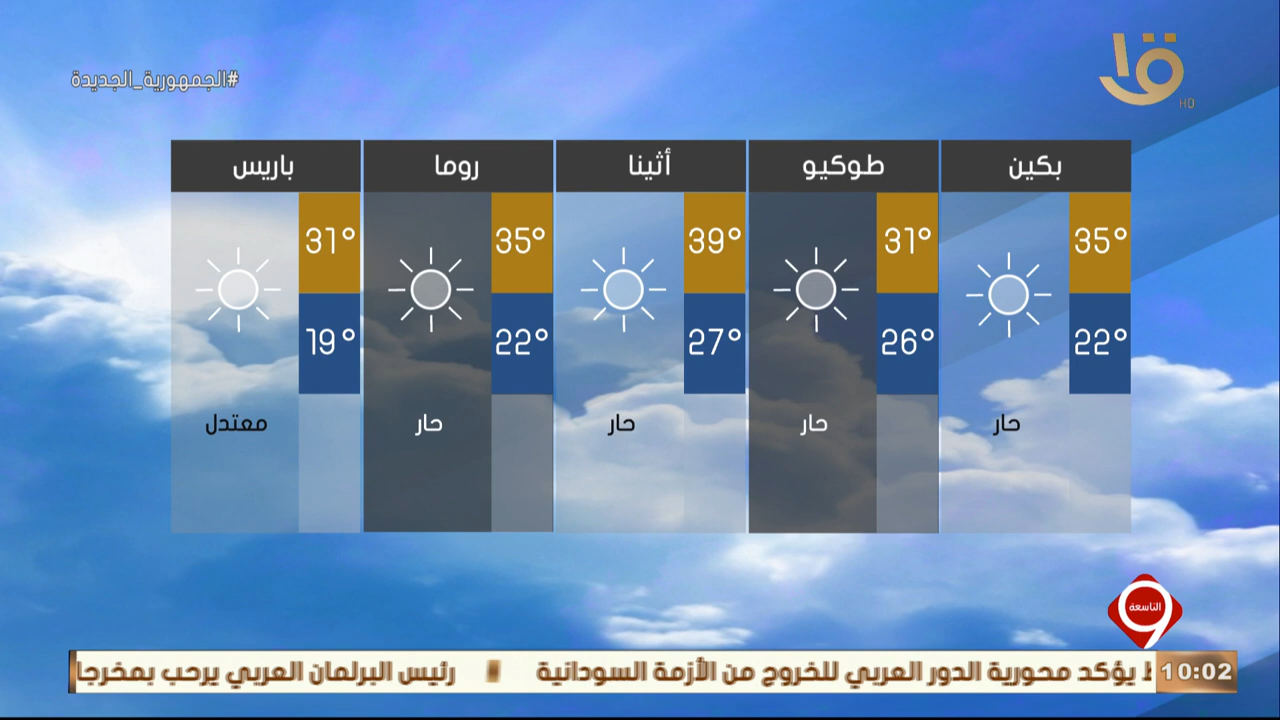 #الجمهورية_الجديدة
HD
بكين
35°
22°
حار
طوكيو
31°
26°
حار
أثينا
39°
27°
حار
روما
35°
22°
حار
باريس
31°
19°
معتدل
التاسعة
9
10:02
يؤكد محورية الدور العربي للخروج من الأزمة السودانية
رئيس البرلمان العربي يرحب